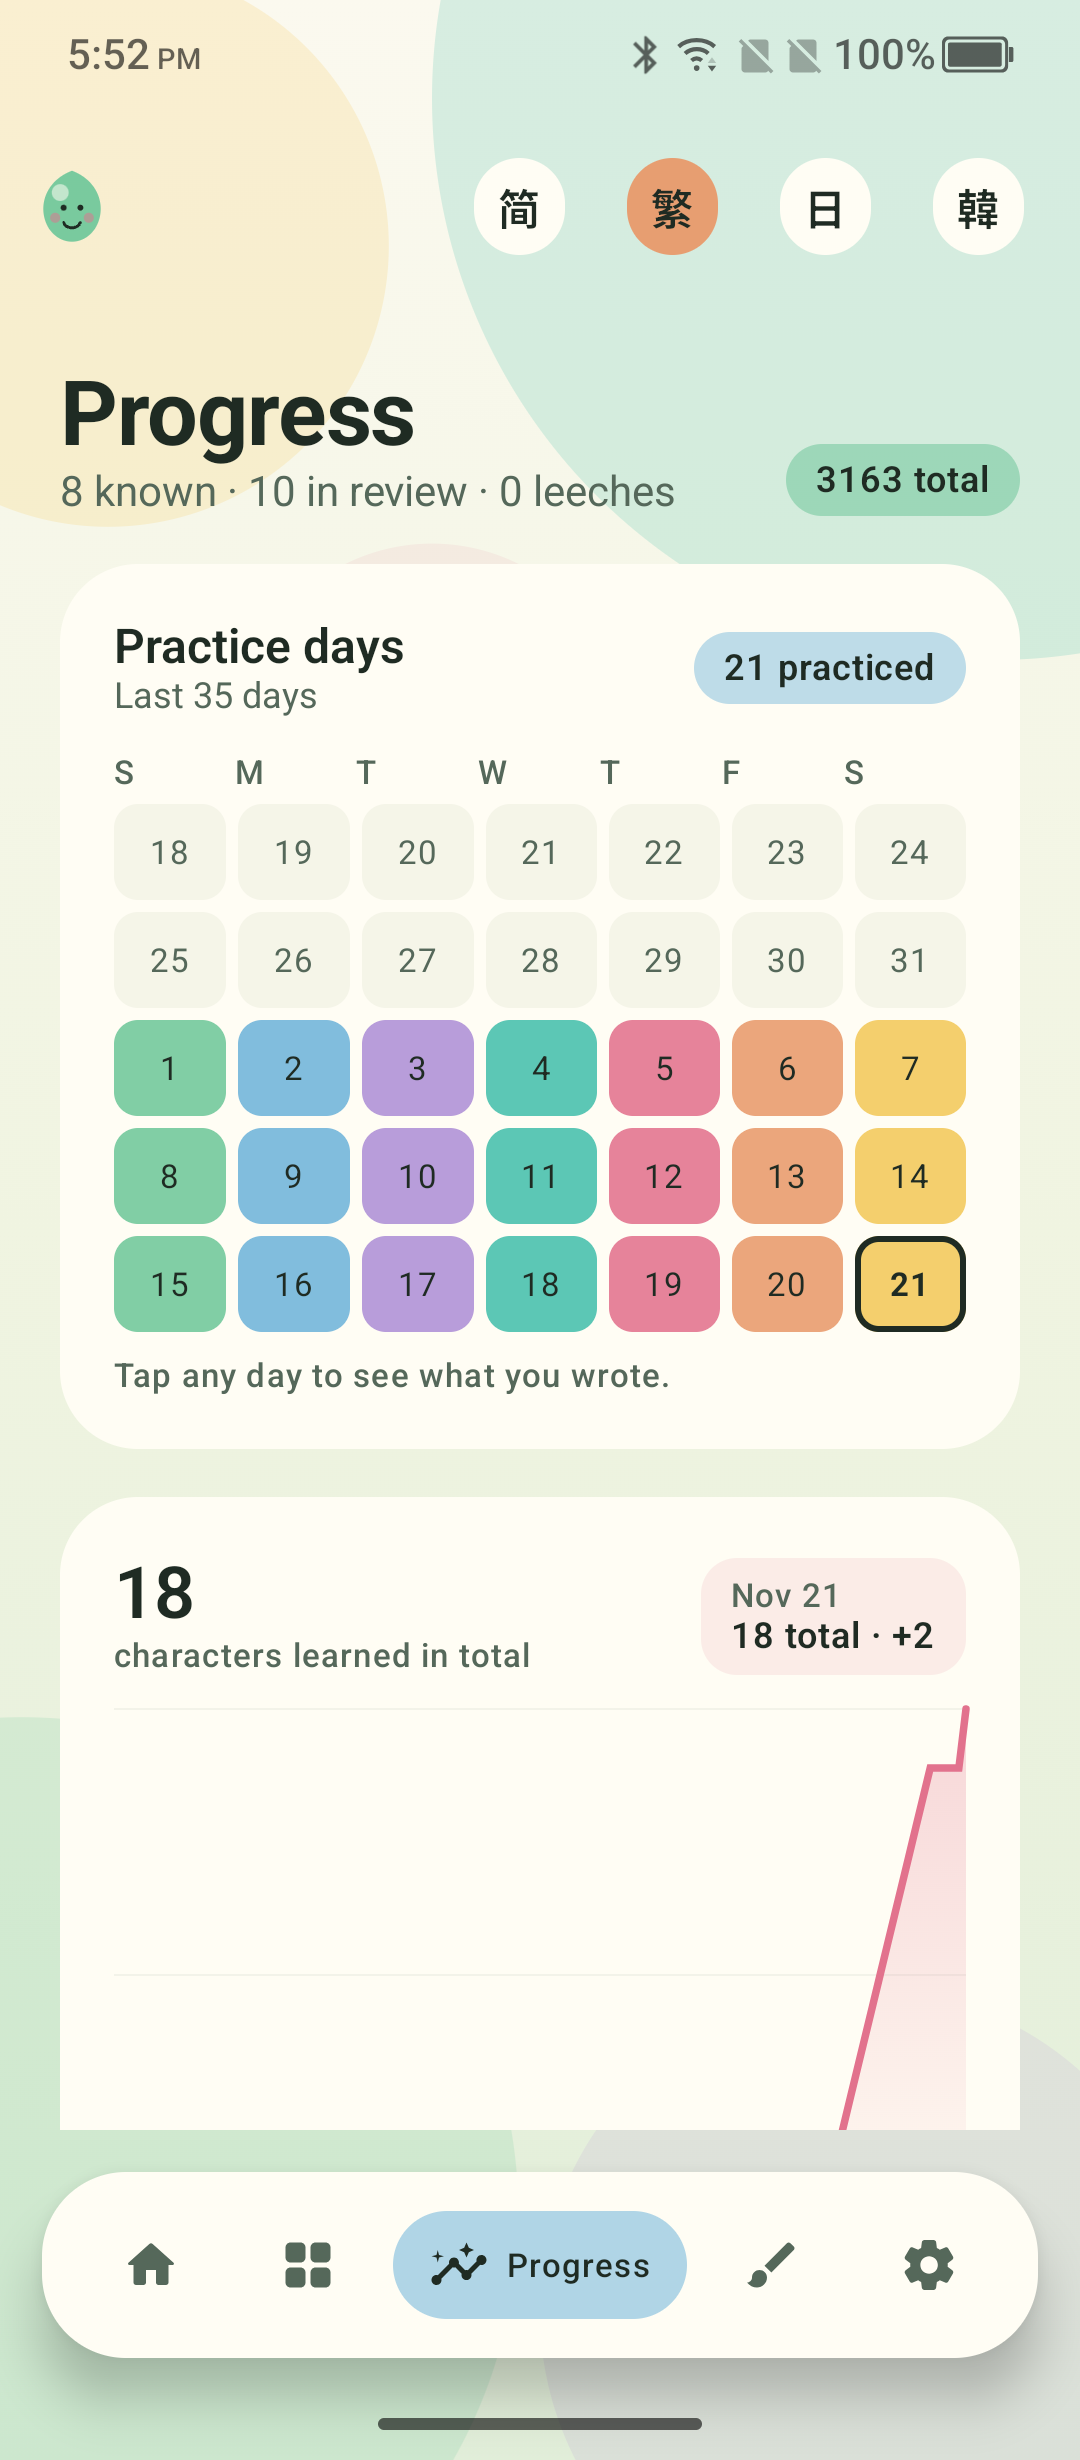 5:52 PM 100%
简 繁 日 韓
Progress
8 known · 10 in review · 0 leeches
3163 total
Practice days
Last 35 days
21 practiced
S M T W T F S
18 19 20 21 22 23 24
25 26 27 28 29 30 31
1 2 3 4 5 6 7
8 9 10 11 12 13 14
15 16 17 18 19 20 21
Tap any day to see what you wrote.
18
characters learned in total
Nov 21
18 total · +2
Progress